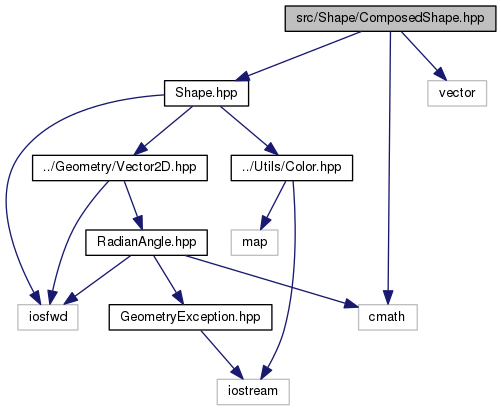 src/Shape/ComposedShape.hpp
Shape.hpp
vector
../Geometry/Vector2D.hpp
../Utils/Color.hpp
RadianAngle.hpp
map
iosfwd
GeometryException.hpp
cmath
iostream